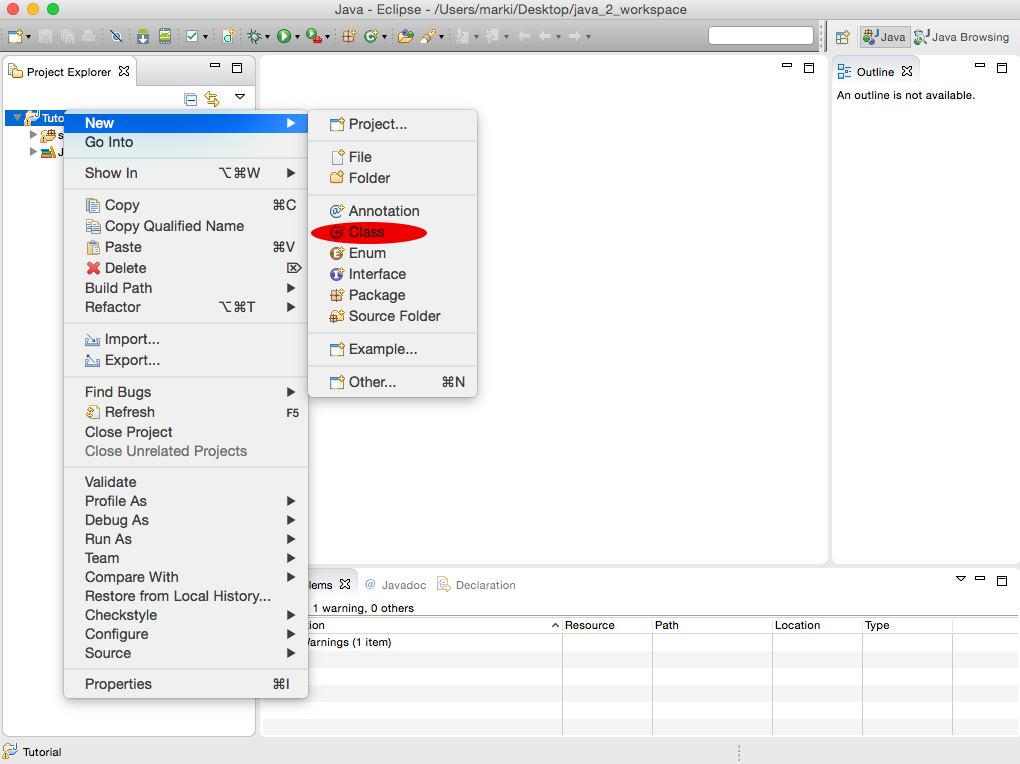 Java - Eclipse - /Users/marki/Desktop/java_2_workspace
Java
Java Browsing
Project Explorer
Outline
An outline is not available.
Tuto
s
J
New
Go Into
Show In ⌥⌘W
Copy ⌘C
Copy Qualified Name
Paste ⌘V
Delete ⌦
Build Path
Refactor ⌥⌘T
Import...
Export...
Find Bugs
Refresh F5
Close Project
Close Unrelated Projects
Validate
Profile As
Debug As
Run As
Team
Compare With
Restore from Local History...
Checkstyle
Configure
Source
Properties ⌘I
Project...
File
Folder
Annotation
Class
Enum
Interface
Package
Source Folder
Example...
Other... ⌘N
lems
@ Javadoc
Declaration
1 warning, 0 others
ion Resource Path Location Type
arnings (1 item)
Tutorial